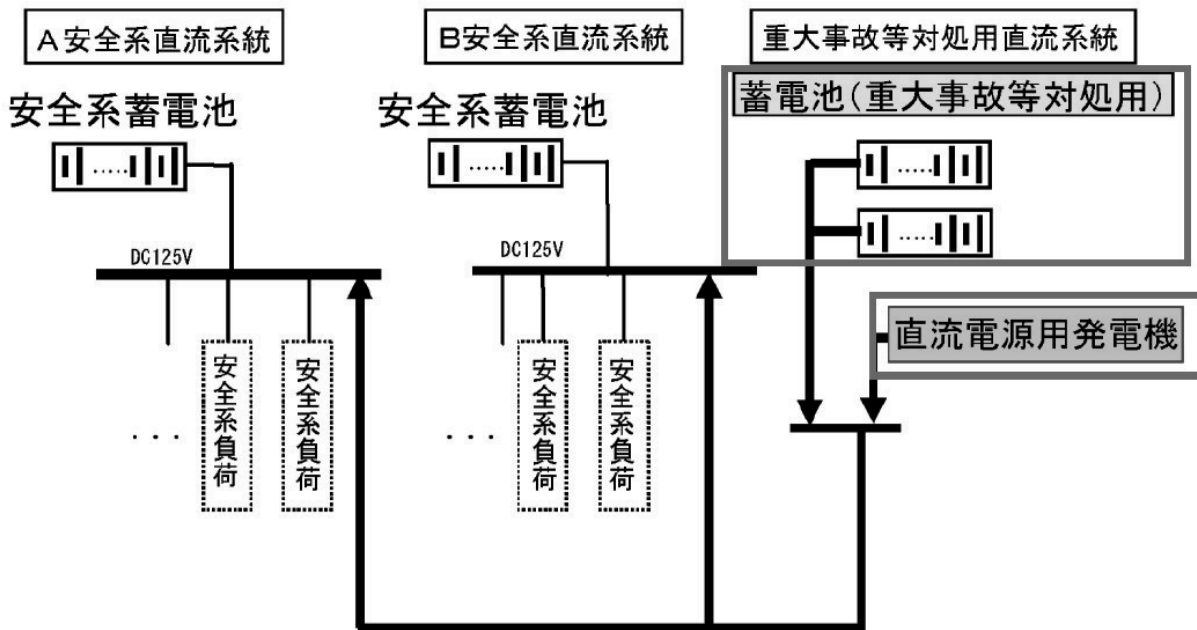 A安全系直流系統
B安全系直流系統
重大事故等対処用直流系統
安全系蓄電池
安全系蓄電池
蓄電池(重大事故等対処用)
DC125V
DC125V
直流電源用発電機
安全系負荷
安全系負荷
安全系負荷
安全系負荷